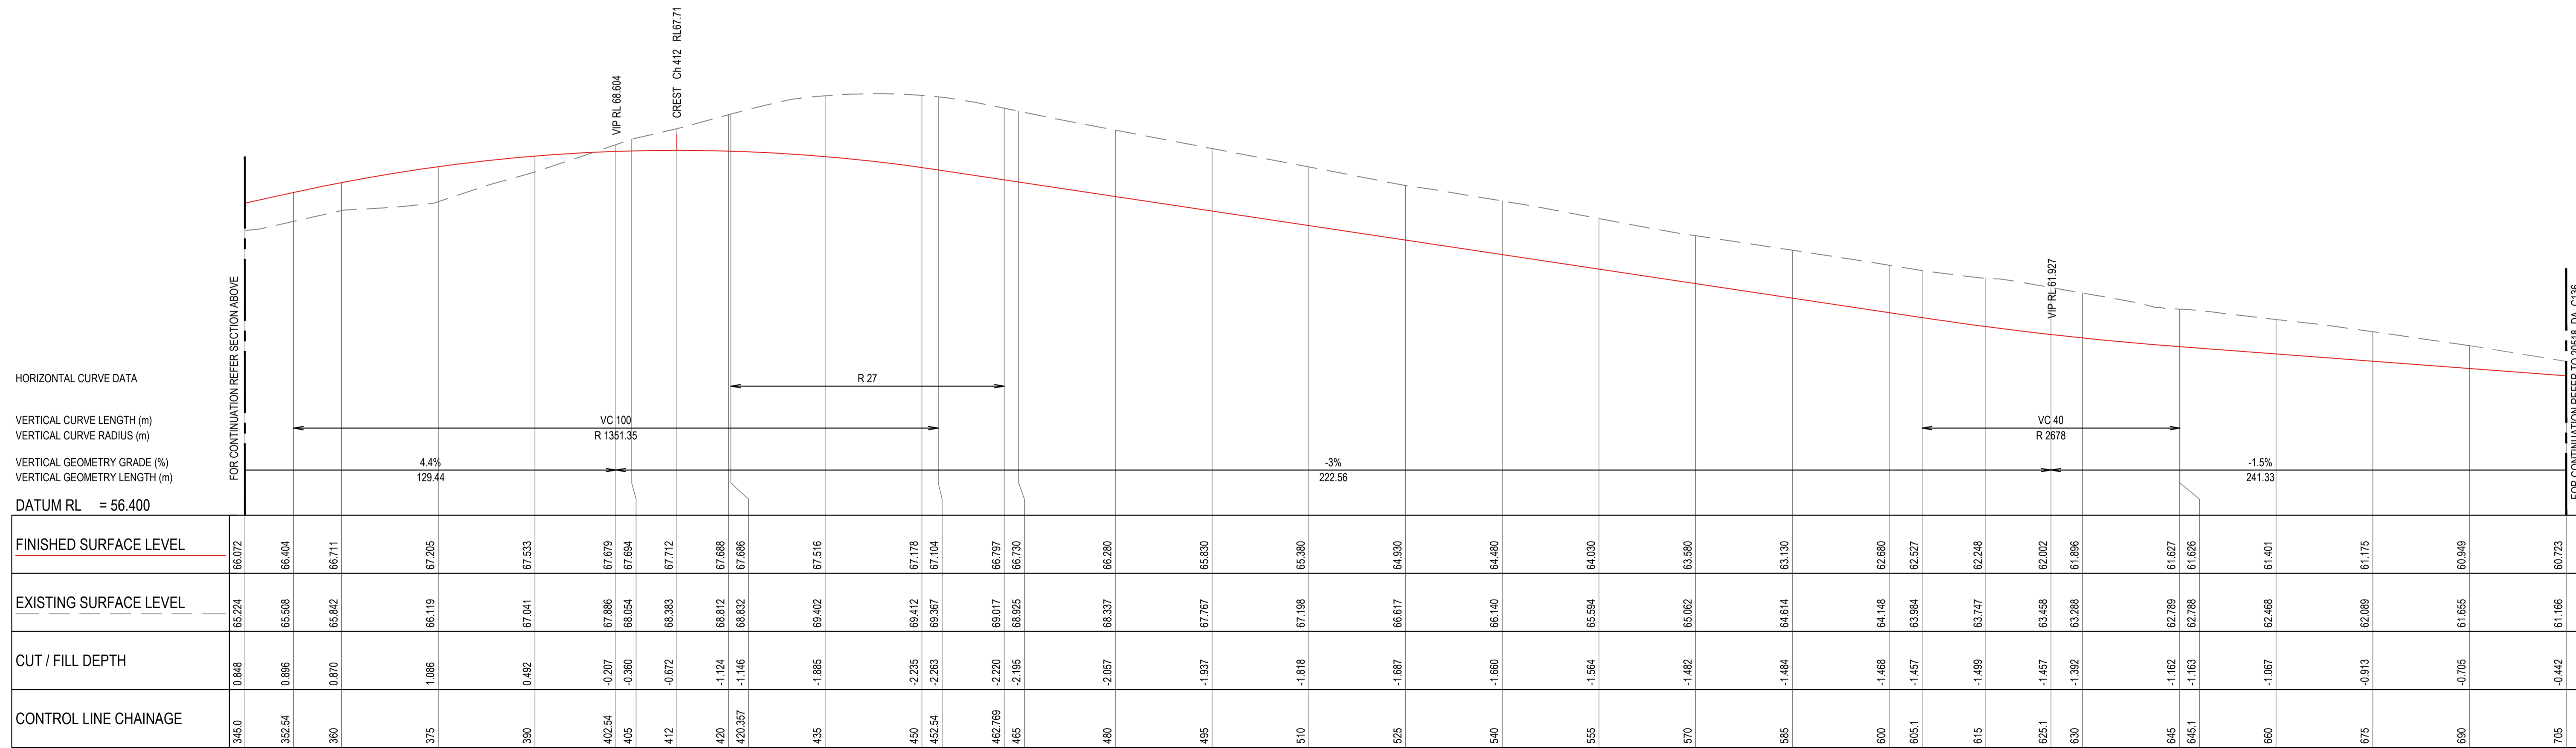 CREST Ch 412 RL67.71
VIP RL 68.604
VIP RL 61.927
FOR CONTINUATION REFER SECTION ABOVE
FOR CONTINUATION REFER TO 20518_DA_C136
HORIZONTAL CURVE DATA
R 27
VERTICAL CURVE LENGTH (m)
VC 100
VC 40
VERTICAL CURVE RADIUS (m)
R 1351.35
R 2678
VERTICAL GEOMETRY GRADE (%)
4.4%
-3%
-1.5%
VERTICAL GEOMETRY LENGTH (m)
129.44
222.56
241.33
DATUM RL = 56.400
FINISHED SURFACE LEVEL 66.072 66.404 66.711 67.205 67.533 67.679 67.694 67.712 67.688 67.686 67.516 67.178 67.104 66.797 66.730 66.280 65.830 65.380 64.930 64.480 64.030 63.580 63.130 62.680 62.527 62.248 62.002 61.896 61.627 61.626 61.401 61.175 60.949 60.723
EXISTING SURFACE LEVEL 65.224 65.508 65.842 66.119 67.041 67.886 68.054 68.383 68.812 68.832 69.402 69.412 69.367 69.017 68.925 68.337 67.767 67.198 66.617 66.140 65.594 65.062 64.614 64.148 63.984 63.747 63.458 63.288 62.789 62.788 62.468 62.089 61.655 61.166
CUT / FILL DEPTH 0.848 0.896 0.870 1.086 0.492 -0.207 -0.360 -0.672 -1.124 -1.146 -1.885 -2.235 -2.263 -2.220 -2.195 -2.057 -1.937 -1.818 -1.687 -1.660 -1.564 -1.482 -1.484 -1.468 -1.457 -1.499 -1.457 -1.392 -1.162 -1.163 -1.067 -0.913 -0.705 -0.442
CONTROL LINE CHAINAGE 345.0 352.54 360 375 390 402.54 405 412 420 420.357 435 450 452.54 462.769 465 480 495 510 525 540 555 570 585 600 605.1 615 625.1 630 645 645.1 660 675 690 705